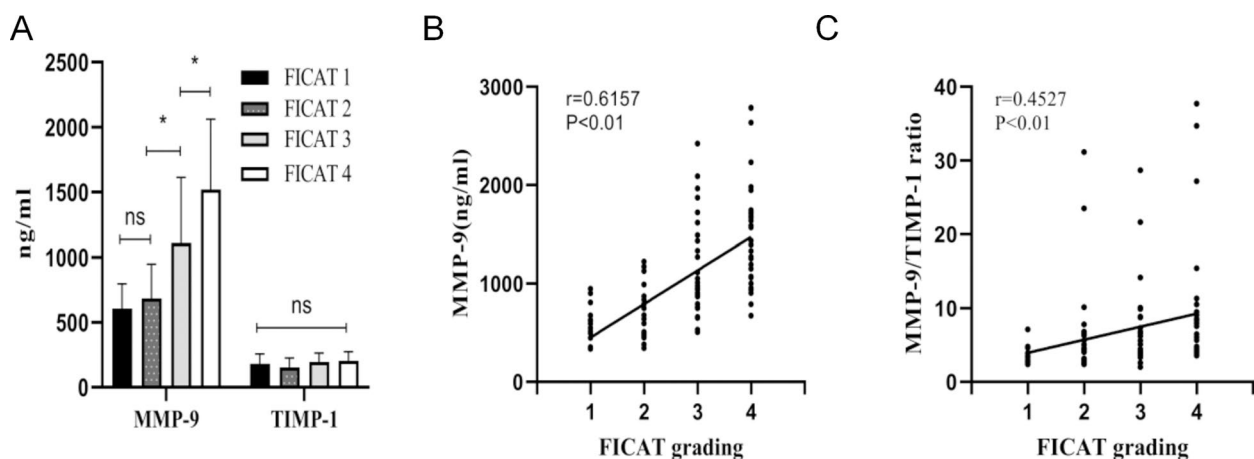 A
ng/ml
2500
2000
1500
1000
500
0
*
*
ns
ns
FICAT 1
FICAT 2
FICAT 3
FICAT 4
MMP-9
TIMP-1
B
MMP-9(ng/ml)
3000
2000
1000
0
r=0.6157
P<0.01
1 2 3 4
FICAT grading
C
MMP-9/TIMP-1 ratio
40
30
20
10
0
r=0.4527
P<0.01
1 2 3 4
FICAT grading